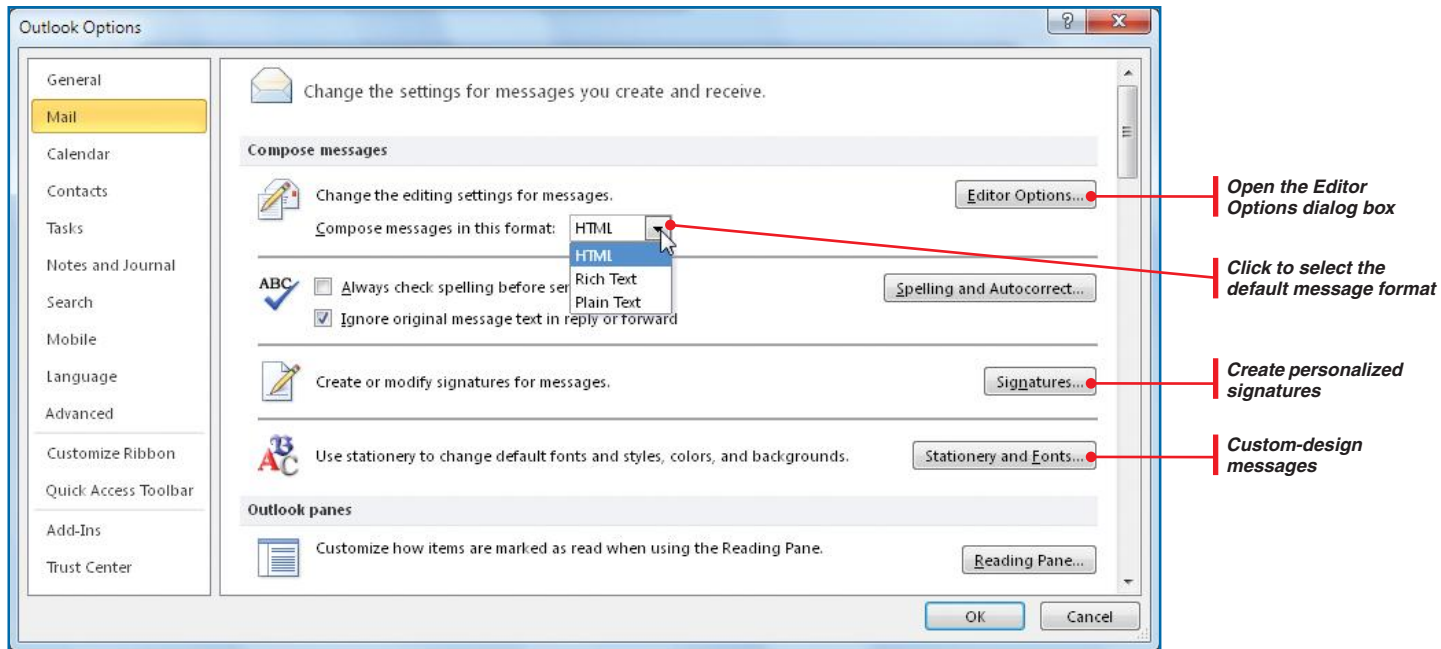 Outlook Options
General
Mail
Calendar
Contacts
Tasks
Notes and Journal
Search
Mobile
Language
Advanced
Customize Ribbon
Quick Access Toolbar
Add-Ins
Trust Center
Change the settings for messages you create and receive.
Compose messages
Change the editing settings for messages.
Editor Options...
Compose messages in this format: HTML
HTML
Rich Text
Plain Text
ABC
Always check spelling before
Spelling and Autocorrect...
Ignore original message text in reply or forward
Create or modify signatures for messages.
Signatures...
ABC
Use stationery to change default fonts and styles, colors, and backgrounds.
Stationery and Fonts...
Outlook panes
Customize how items are marked as read when using the Reading Pane.
Reading Pane...
OK
Cancel
Open the Editor
Options dialog box
Click to select the
default message format
Create personalized
signatures
Custom-design
messages